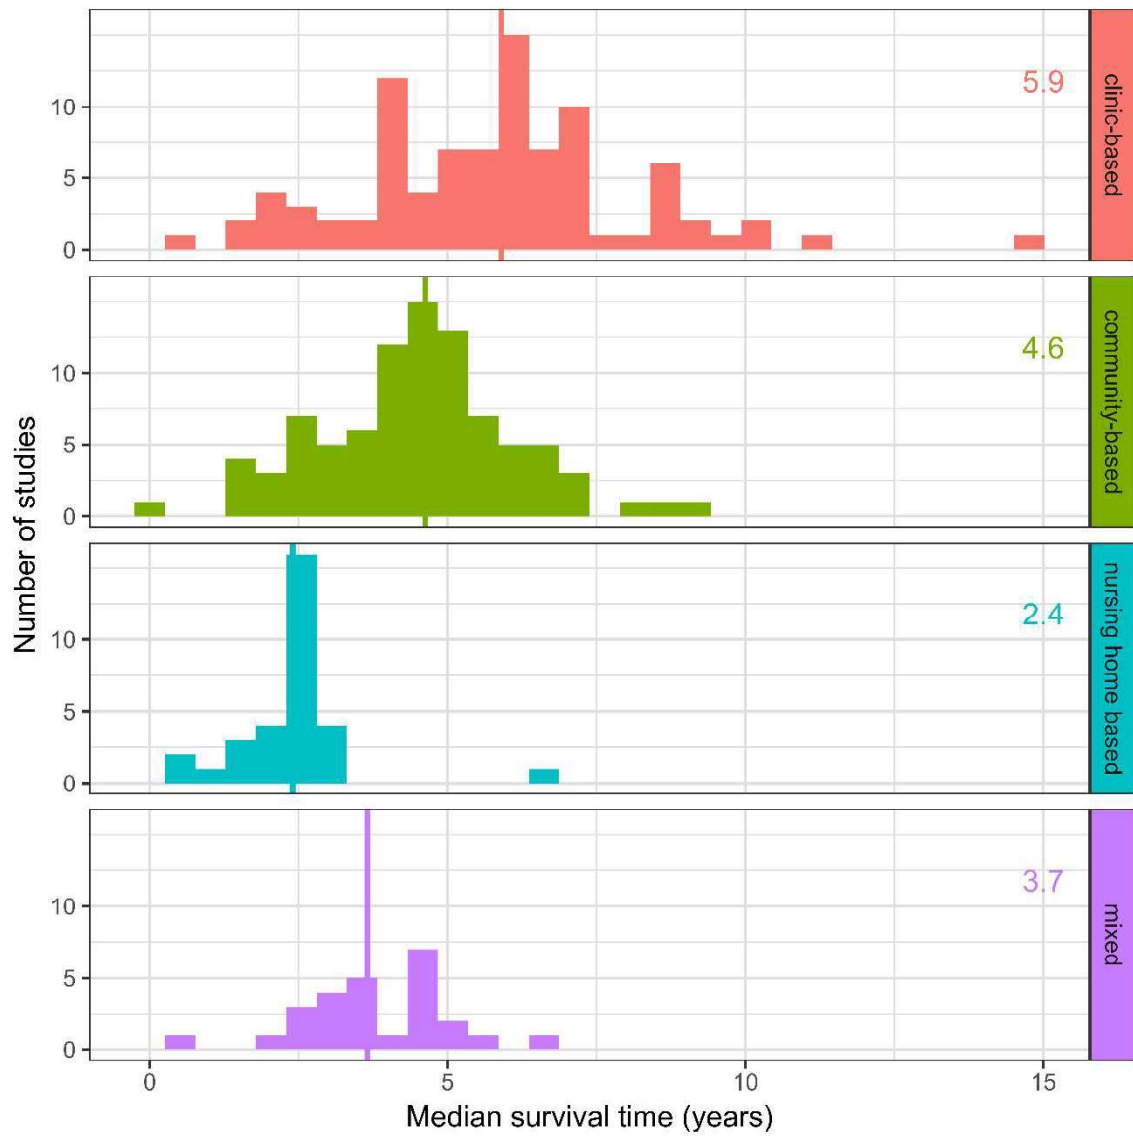 5.9
clinic-based
10
5
0
4.6
community-based
10
5
0
Number of studies
2.4
nursing home based
10
5
0
3.7
mixed
10
5
0
0 5 10 15
Median survival time (years)